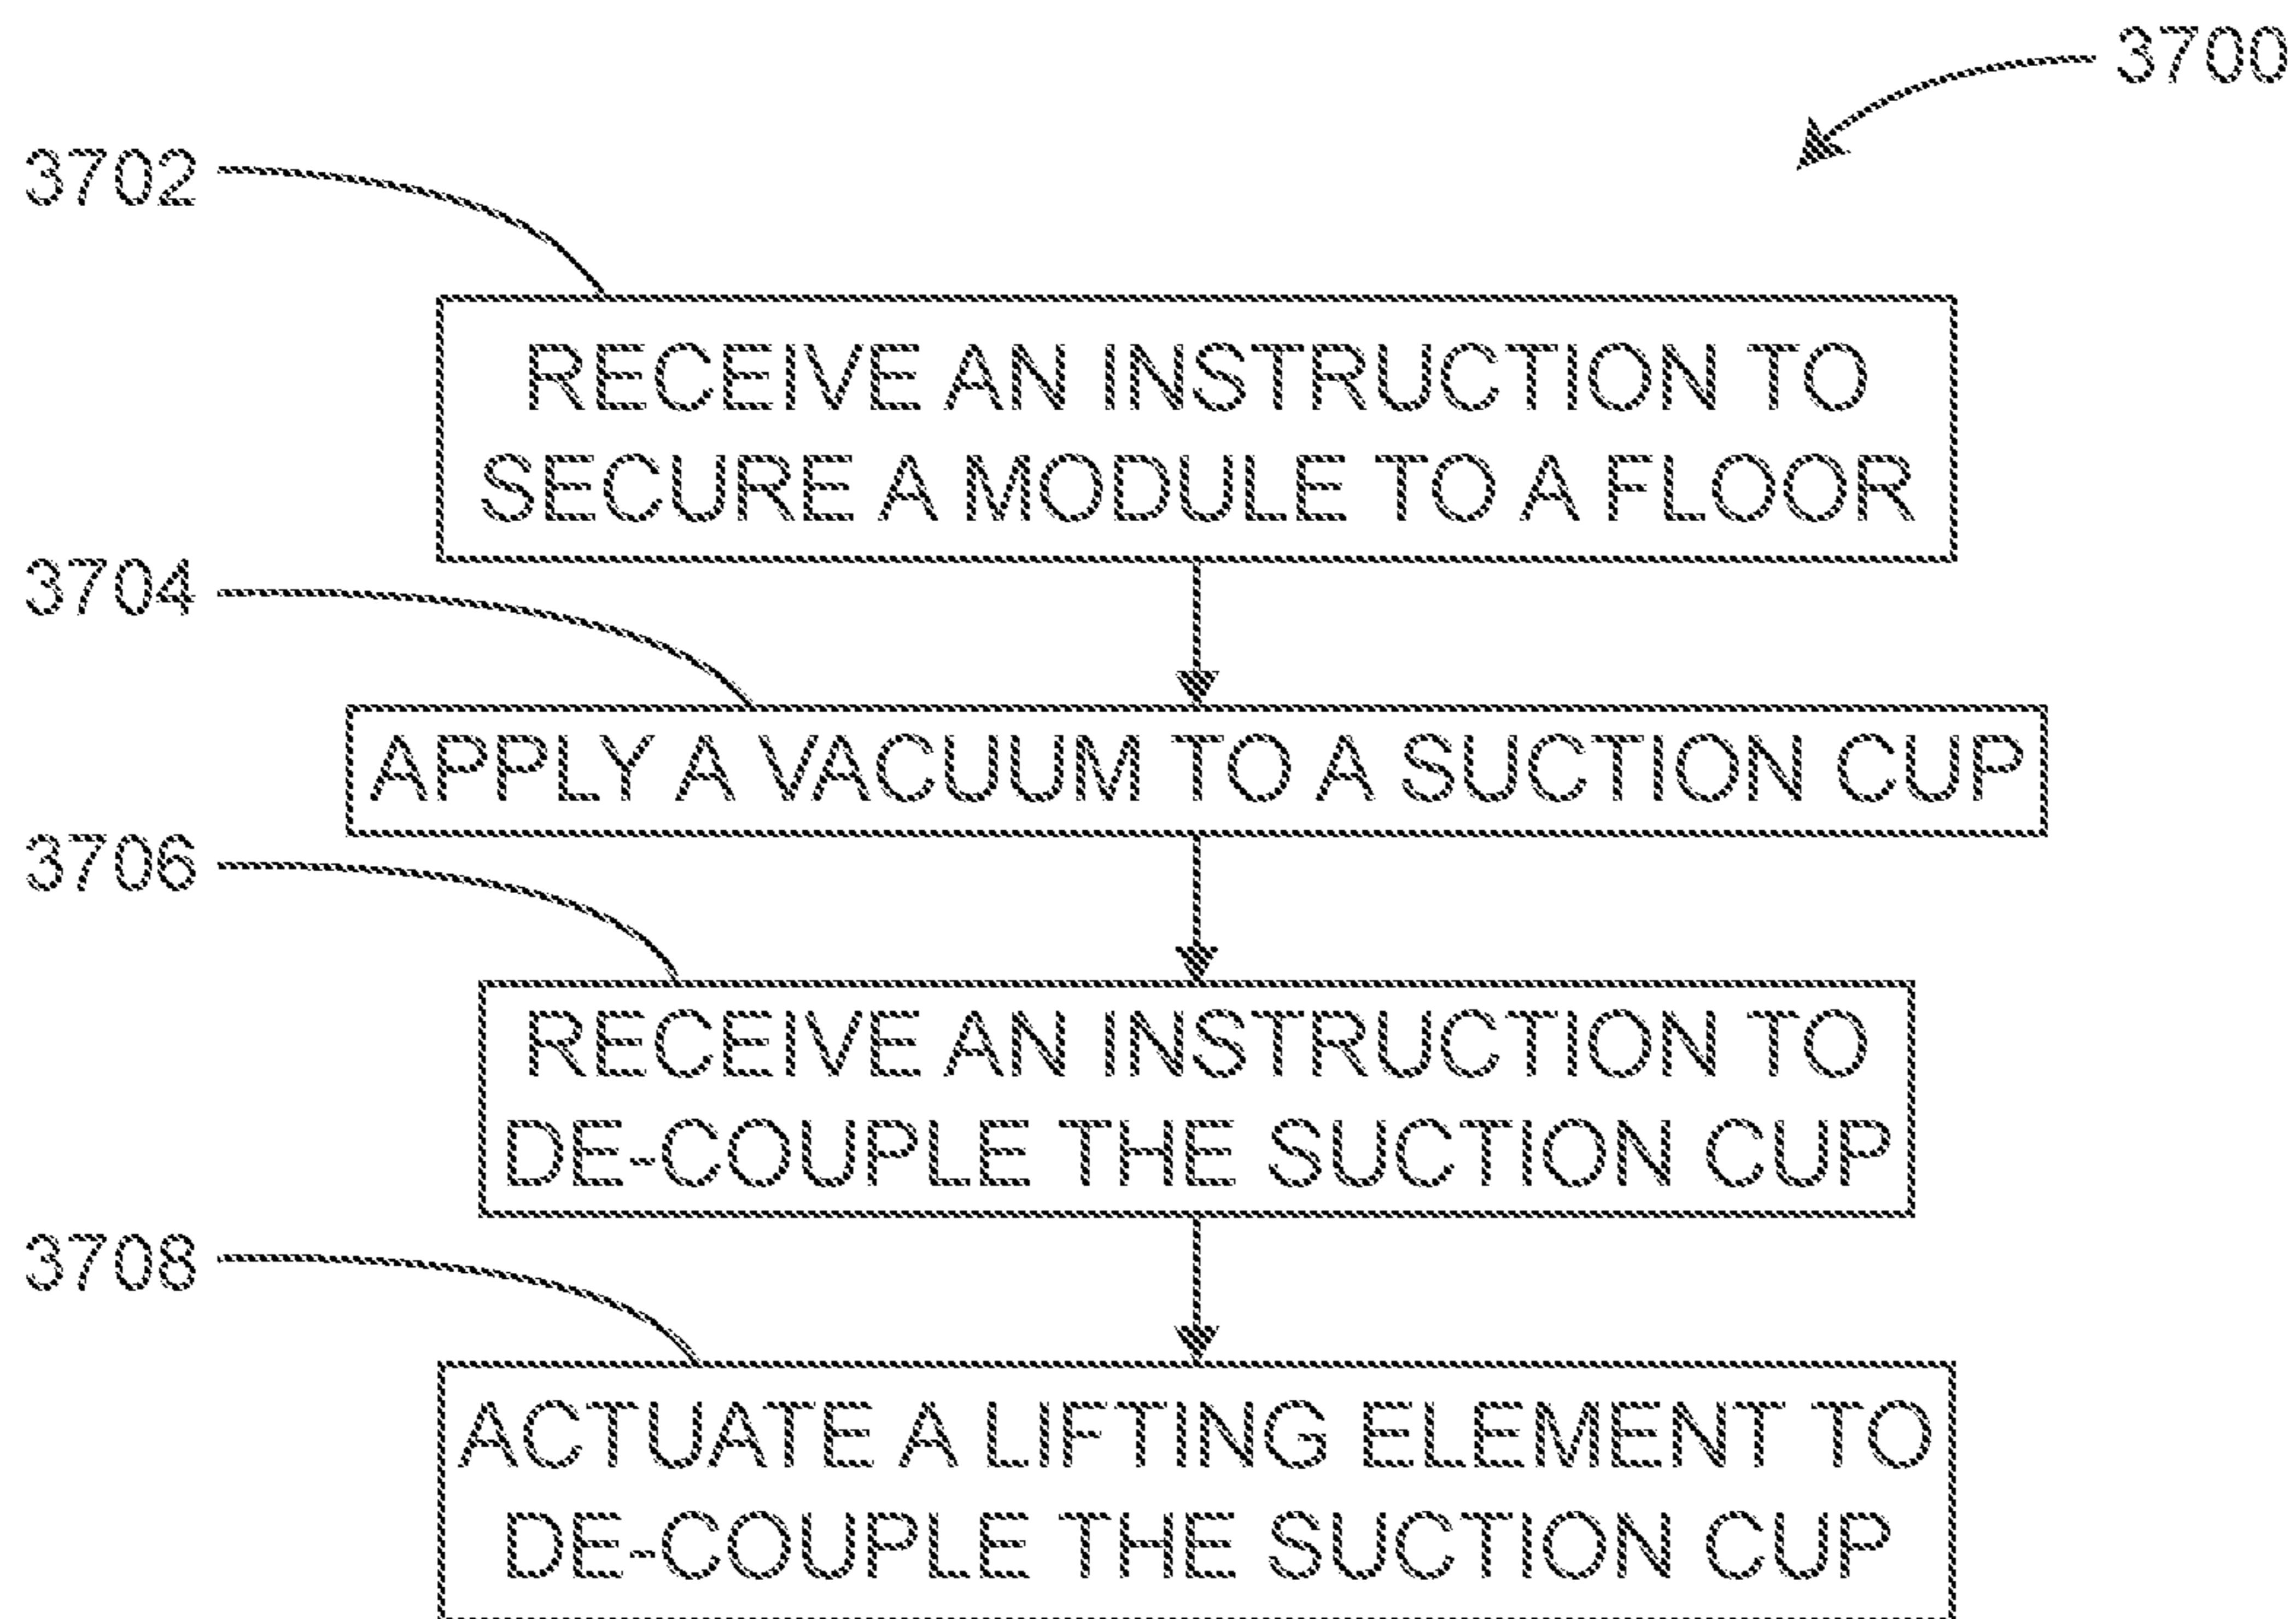 3700
3702
RECEIVE AN INSTRUCTION TO
SECURE A MODULE TO A FLOOR
3704
APPLY A VACUUM TO A SUCTION CUP
3706
RECEIVE AN INSTRUCTION TO
DE-COUPLE THE SUCTION CUP
3708
ACTUATE A LIFTING ELEMENT TO
DE-COUPLE THE SUCTION CUP